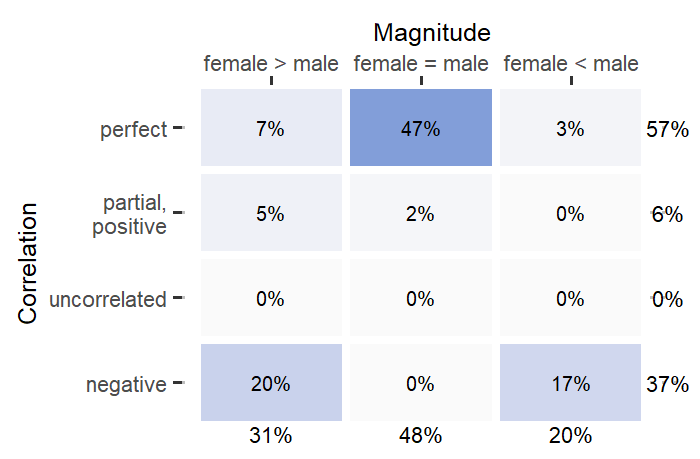 Magnitude
female > male female = male female < male
perfect 7% 47% 3% 57%
partial,
positive 5% 2% 0% 6%
uncorrelated 0% 0% 0% 0%
negative 20% 0% 17% 37%
31% 48% 20%
Correlation